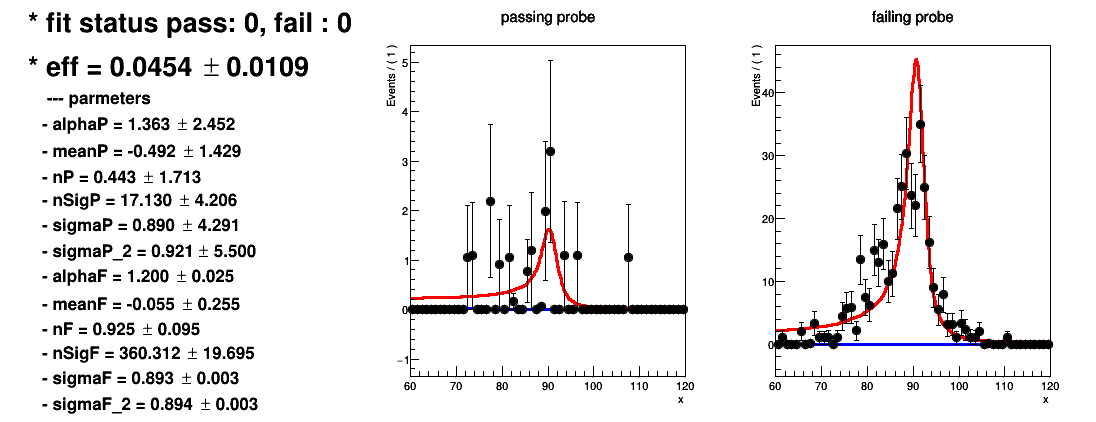 * fit status pass: 0, fail : 0
* eff = 0.0454 ± 0.0109
--- parmeters
- alphaP = 1.363 ± 2.452
- meanP = -0.492 ± 1.429
- nP = 0.443 ± 1.713
- nSigP = 17.130 ± 4.206
- sigmaP = 0.890 ± 4.291
- sigmaP_2 = 0.921 ± 5.500
- alphaF = 1.200 ± 0.025
- meanF = -0.055 ± 0.255
- nF = 0.925 ± 0.095
- nSigF = 360.312 ± 19.695
- sigmaF = 0.893 ± 0.003
- sigmaF_2 = 0.894 ± 0.003
passing probe
Events / ( 1 )
5
4
3
2
1
0
−1
60 70 80 90 100 110 120
x
failing probe
Events / ( 1 )
40
30
20
10
0
60 70 80 90 100 110 120
x